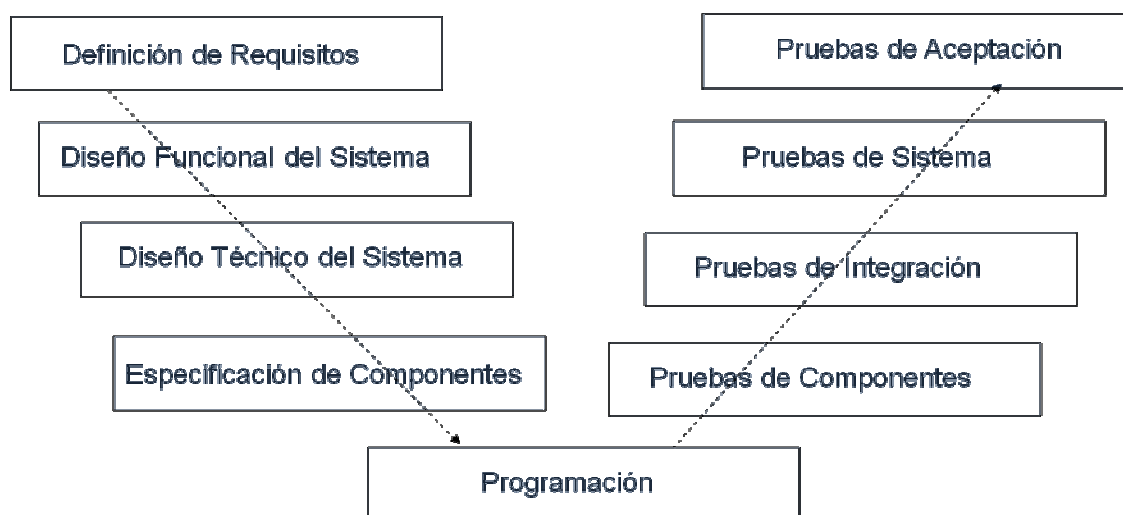 Definición de Requisitos
Diseño Funcional del Sistema
Diseño Técnico del Sistema
Especificación de Componentes
Programación
Pruebas de Componentes
Pruebas de Integración
Pruebas de Sistema
Pruebas de Aceptación